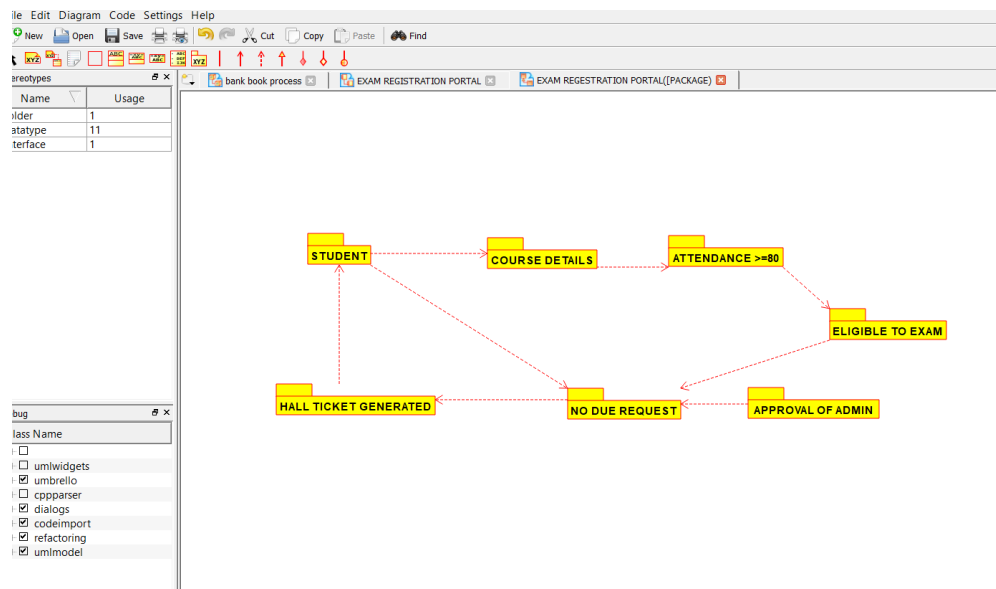 ile Edit Diagram Code Settings Help
New Open Save Cut Copy Paste Find
XYZ ABC XYZ
ereotypes
bank book process EXAM REGISTRATION PORTAL EXAM REGESTRATION PORTAL([PACKAGE)
Name Usage
older 1
atatype 11
terface 1
STUDENT
COURSE DETAILS
ATTENDANCE >=80
ELIGIBLE TO EXAM
HALL TICKET GENERATED
NO DUE REQUEST
APPROVAL OF ADMIN
bug
lass Name
umlwidgets
umbrello
cppparser
dialogs
codeimport
refactoring
umlmodel